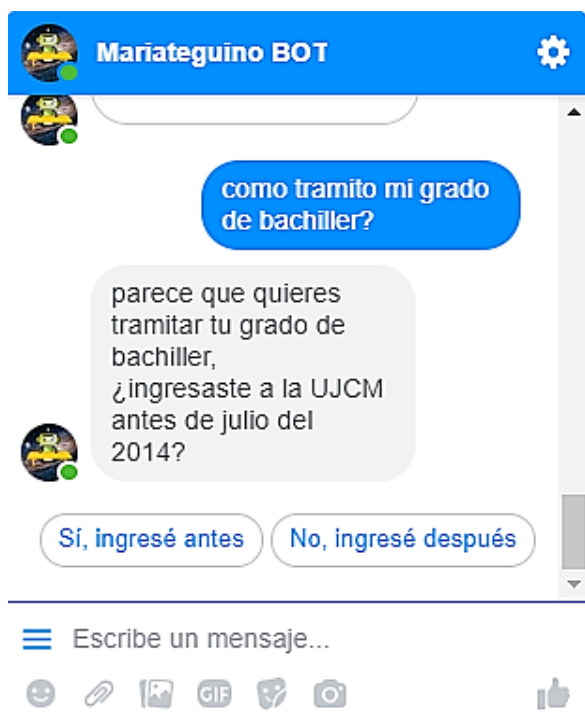 Mariateguino BOT
como tramito mi grado
de bachiller?
parece que quieres
tramitar tu grado de
bachiller,
¿ingresaste a la UJCM
antes de julio del
2014?
Sí, ingresé antes
No, ingresé después
Escribe un mensaje...
GIF